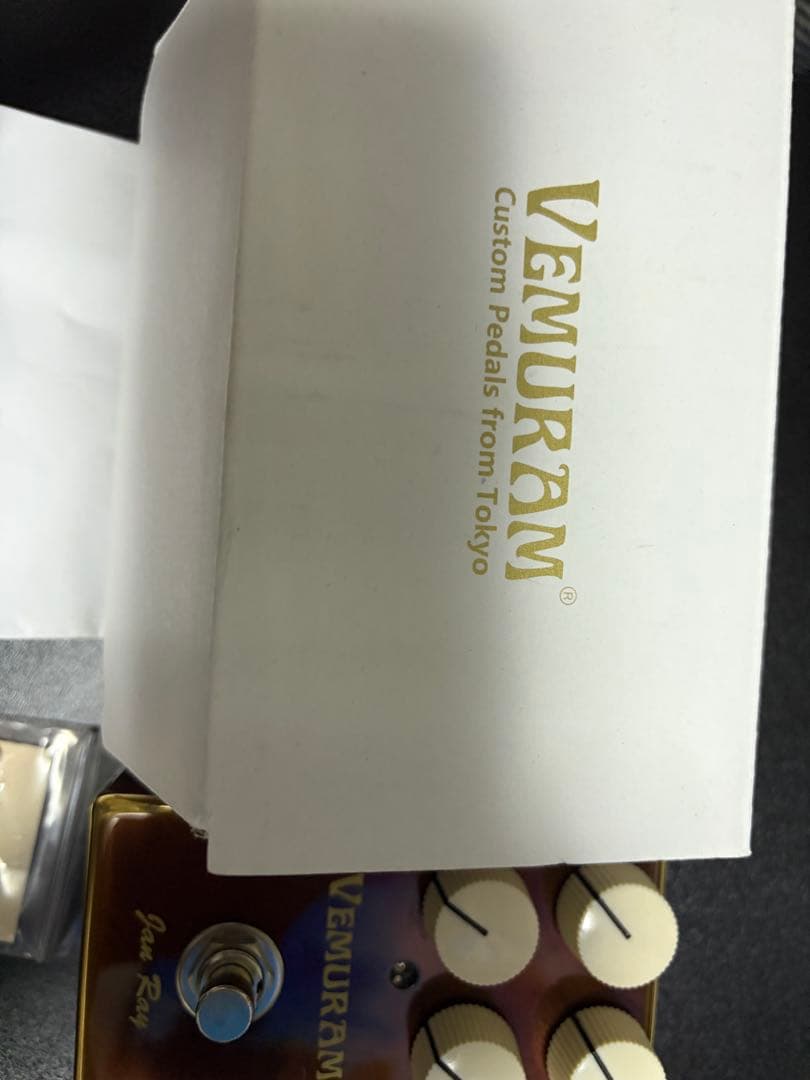 VEMURAM®
Custom Pedals from Tokyo
VEMURAM
Jan Ray